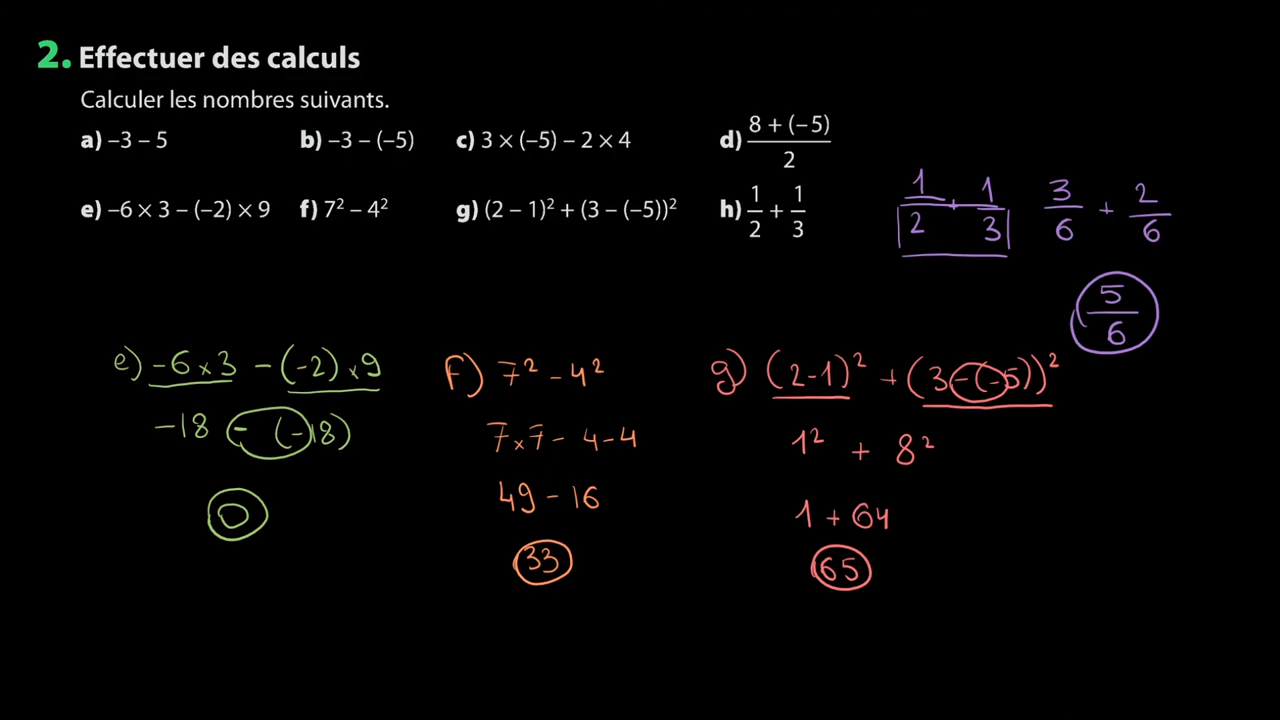 2. Effectuer des calculs
Calculer les nombres suivants.
a) –3 – 5 b) –3 – (–5) c) 3 × (–5) – 2 × 4 d) (8 + (–5))/2
e) –6 × 3 – (–2) × 9 f) 7² – 4² g) (2 – 1)² + (3 – (–5))² h) 1/2 + 1/3
1/2 + 1/3 3/6 + 2/6
5/6
e) -6 × 3 - (-2) × 9
-18 - (-18)
0
f) 7² - 4²
7 × 7 - 4 - 4
49 - 16
33
g) (2-1)² + (3-(-5))²
1² + 8²
1 + 64
65